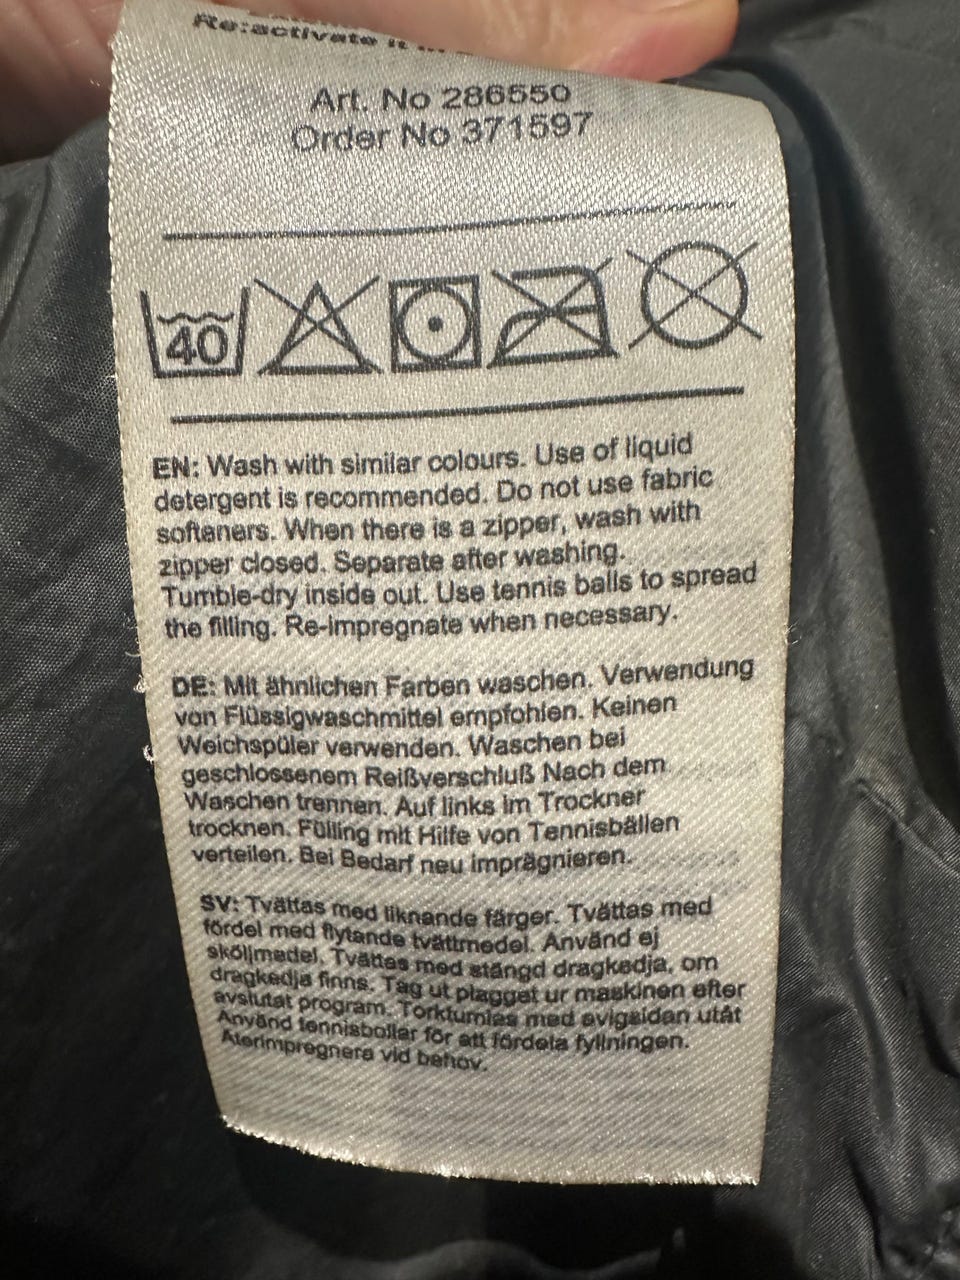 Re:activate it
Art. No 286550
Order No 371597
40
EN: Wash with similar colours. Use of liquid
detergent is recommended. Do not use fabric
softeners. When there is a zipper, wash with
zipper closed. Separate after washing.
Tumble-dry inside out. Use tennis balls to spread
the filling. Re-impregnate when necessary.
DE: Mit ähnlichen Farben waschen. Verwendung
von Flüssigwaschmittel empfohlen. Keinen
Weichspüler verwenden. Waschen bei
geschlossenem Reißverschluß Nach dem
Waschen trennen. Auf links im Trockner
trocknen. Fülling mit Hilfe von Tennisbällen
verteilen. Bei Bedarf neu imprägnieren.
SV: Tvättas med liknande färger. Tvättas med
fördel med flytande tvättmedel. Använd ej
sköljmedel. Tvättas med stängd dragkedja, om
dragkedja finns. Tag ut plagget ur maskinen efter
avslutat program. Torktumlas med avigsidan utåt
Använd tennisbollar för att fördela fyllningen.
Återimpregnera vid behov.